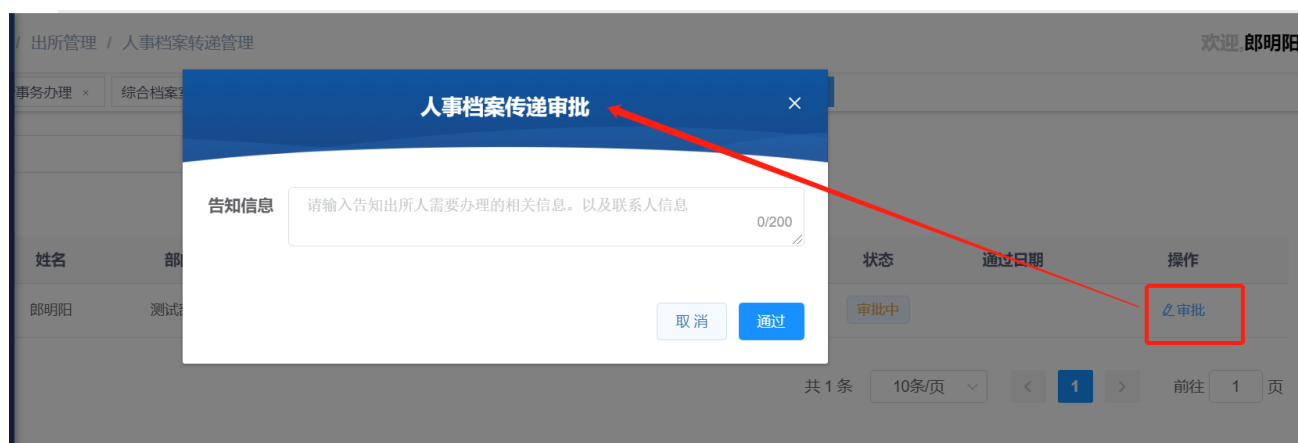 / 出所管理 / 人事档案转递管理
欢迎,郎明阳
事务办理 ×
综合档案室
人事档案传递审批 ×
告知信息
请输入告知出所人需要办理的相关信息。以及联系人信息
0/200
姓名 部 状态 通过日期 操作
郎明阳 测试 审批中 审批
取消 通过
共 1 条 10条/页 < 1 > 前往 1 页